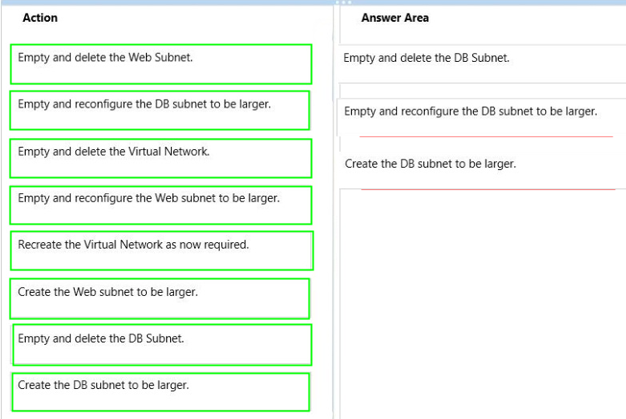 Action
Empty and delete the Web Subnet.
Empty and reconfigure the DB subnet to be larger.
Empty and delete the Virtual Network.
Empty and reconfigure the Web subnet to be larger.
Recreate the Virtual Network as now required.
Create the Web subnet to be larger.
Empty and delete the DB Subnet.
Create the DB subnet to be larger.
Answer Area
Empty and delete the DB Subnet.
Empty and reconfigure the DB subnet to be larger.
Create the DB subnet to be larger.